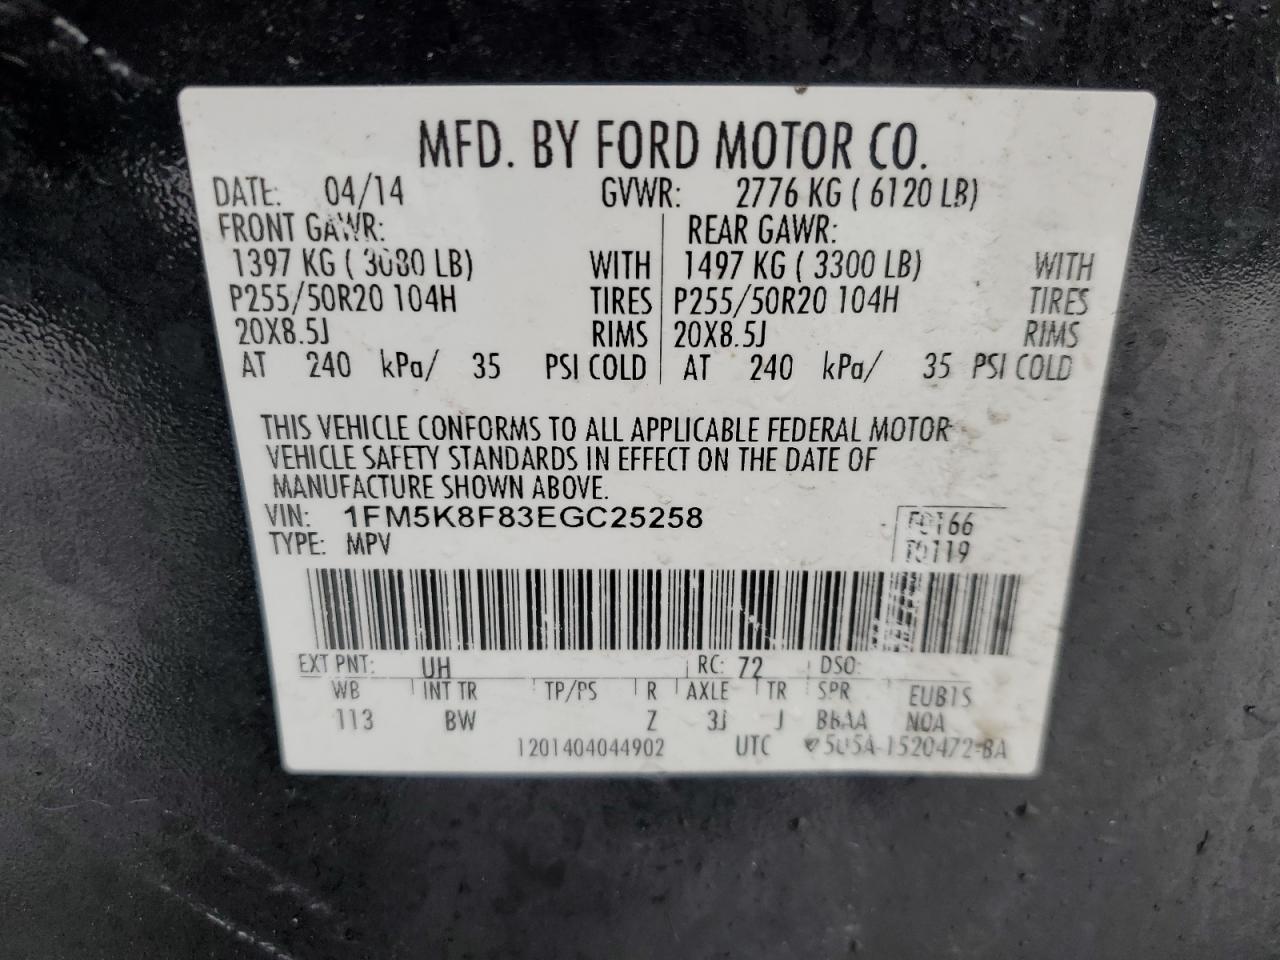 MFD. BY FORD MOTOR CO.
DATE: 04/14 GVWR: 2776 KG ( 6120 LB)
FRONT GAWR: REAR GAWR:
1397 KG ( 3080 LB) WITH 1497 KG ( 3300 LB) WITH
P255/50R20 104H TIRES P255/50R20 104H TIRES
20X8.5J RIMS 20X8.5J RIMS
AT 240 kPa/ 35 PSI COLD AT 240 kPa/ 35 PSI COLD
THIS VEHICLE CONFORMS TO ALL APPLICABLE FEDERAL MOTOR
VEHICLE SAFETY STANDARDS IN EFFECT ON THE DATE OF
MANUFACTURE SHOWN ABOVE.
VIN: 1FM5K8F83EGC25258 F0166
TYPE: MPV T0119
EXT PNT: UH RC: 72 DSO:
WB INT TR TP/PS R AXLE TR SPR EUB1S
113 BW Z 3J J BBAA NOA
1201404044902 UTC